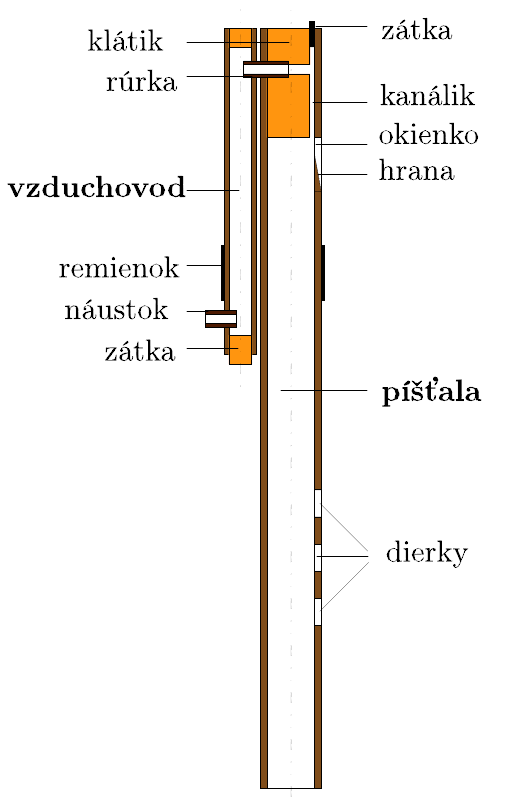 klátik
rúrka
vzduchovod
remienok
náustok
zátka
zátka
kanálik
okienko
hrana
píšťala
dierky